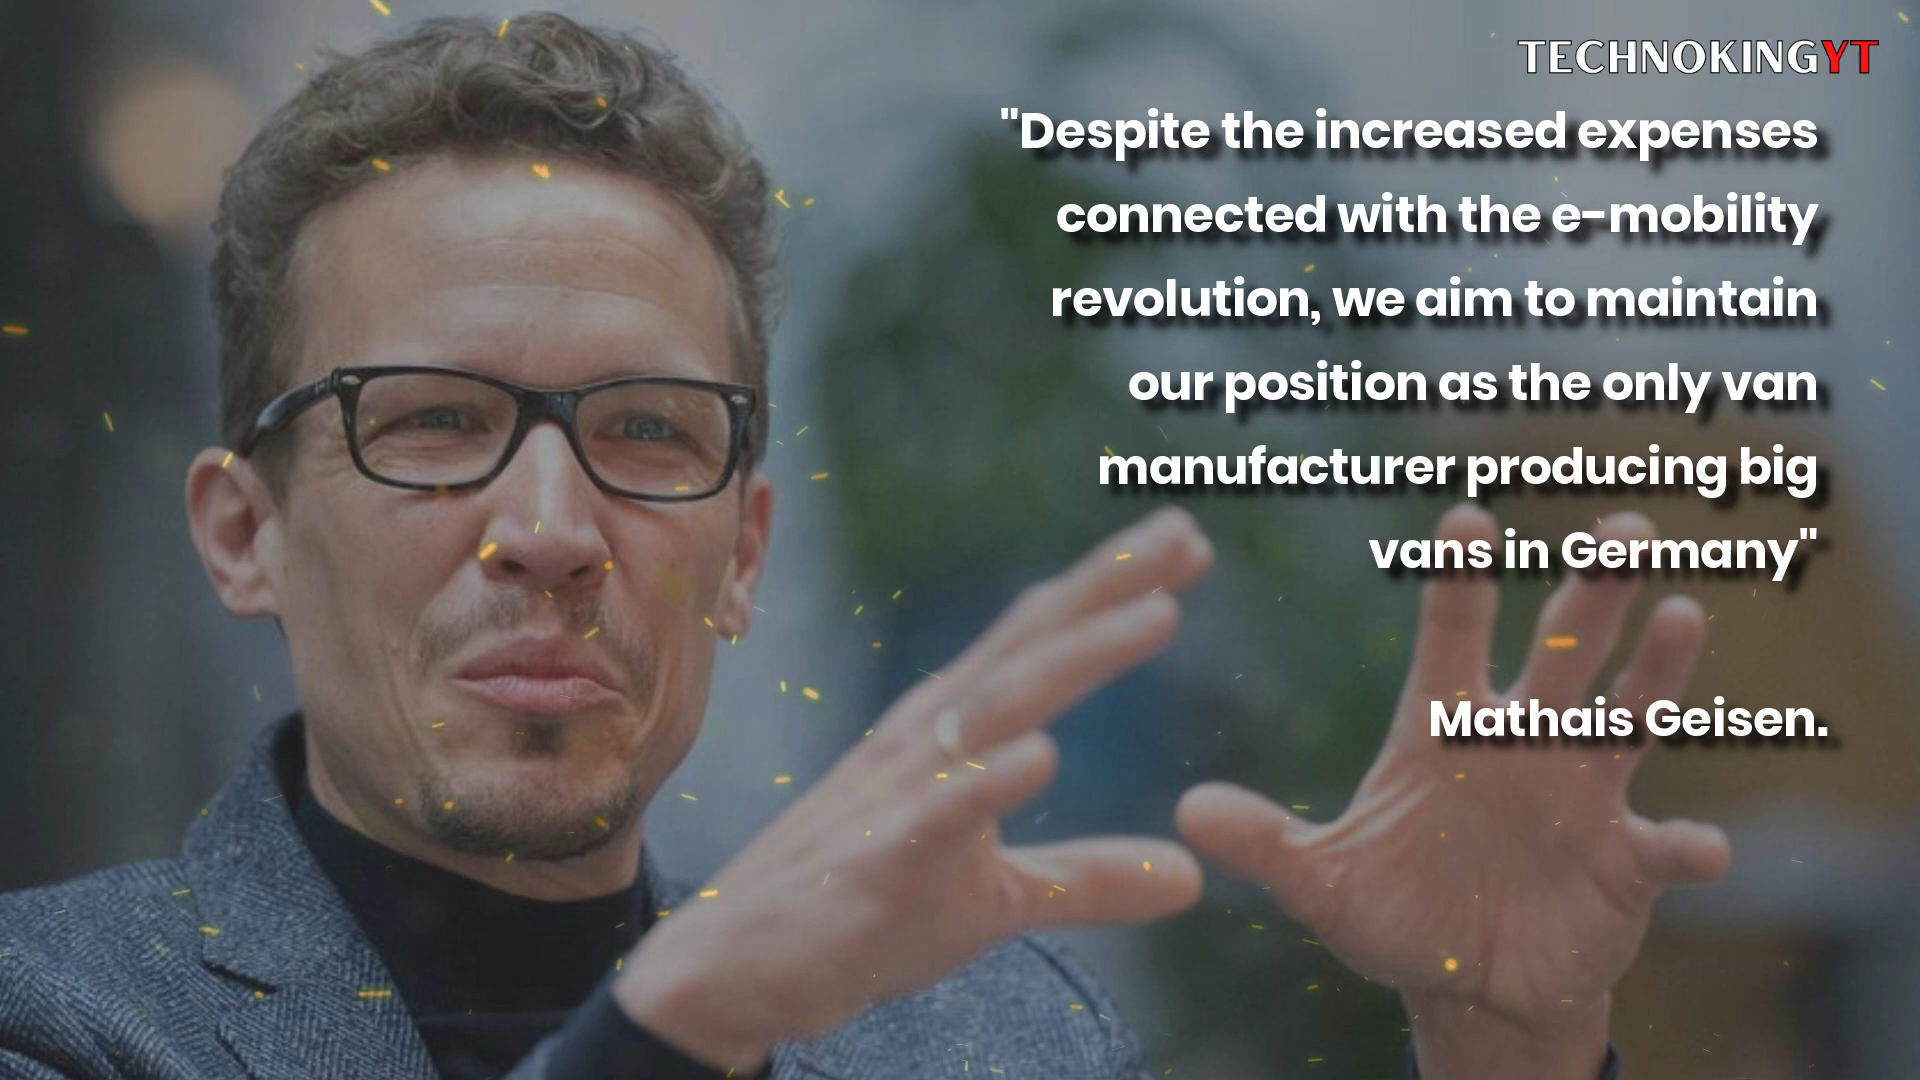 TECHNOKINGYT
"Despite the increased expenses
connected with the e-mobility
revolution, we aim to maintain
our position as the only van
manufacturer producing big
vans in Germany"
Mathais Geisen.